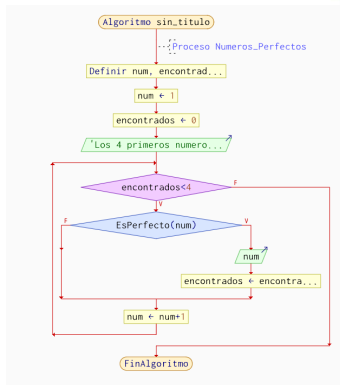 Algoritmo sin_titulo
Proceso Numeros_Perfectos
Definir num, encontrad...
num ← 1
encontrados ← 0
'Los 4 primeros numero...
encontrados<4
F
V
EsPerfecto(num)
F
V
num
encontrados ← encontra...
num ← num+1
FinAlgoritmo